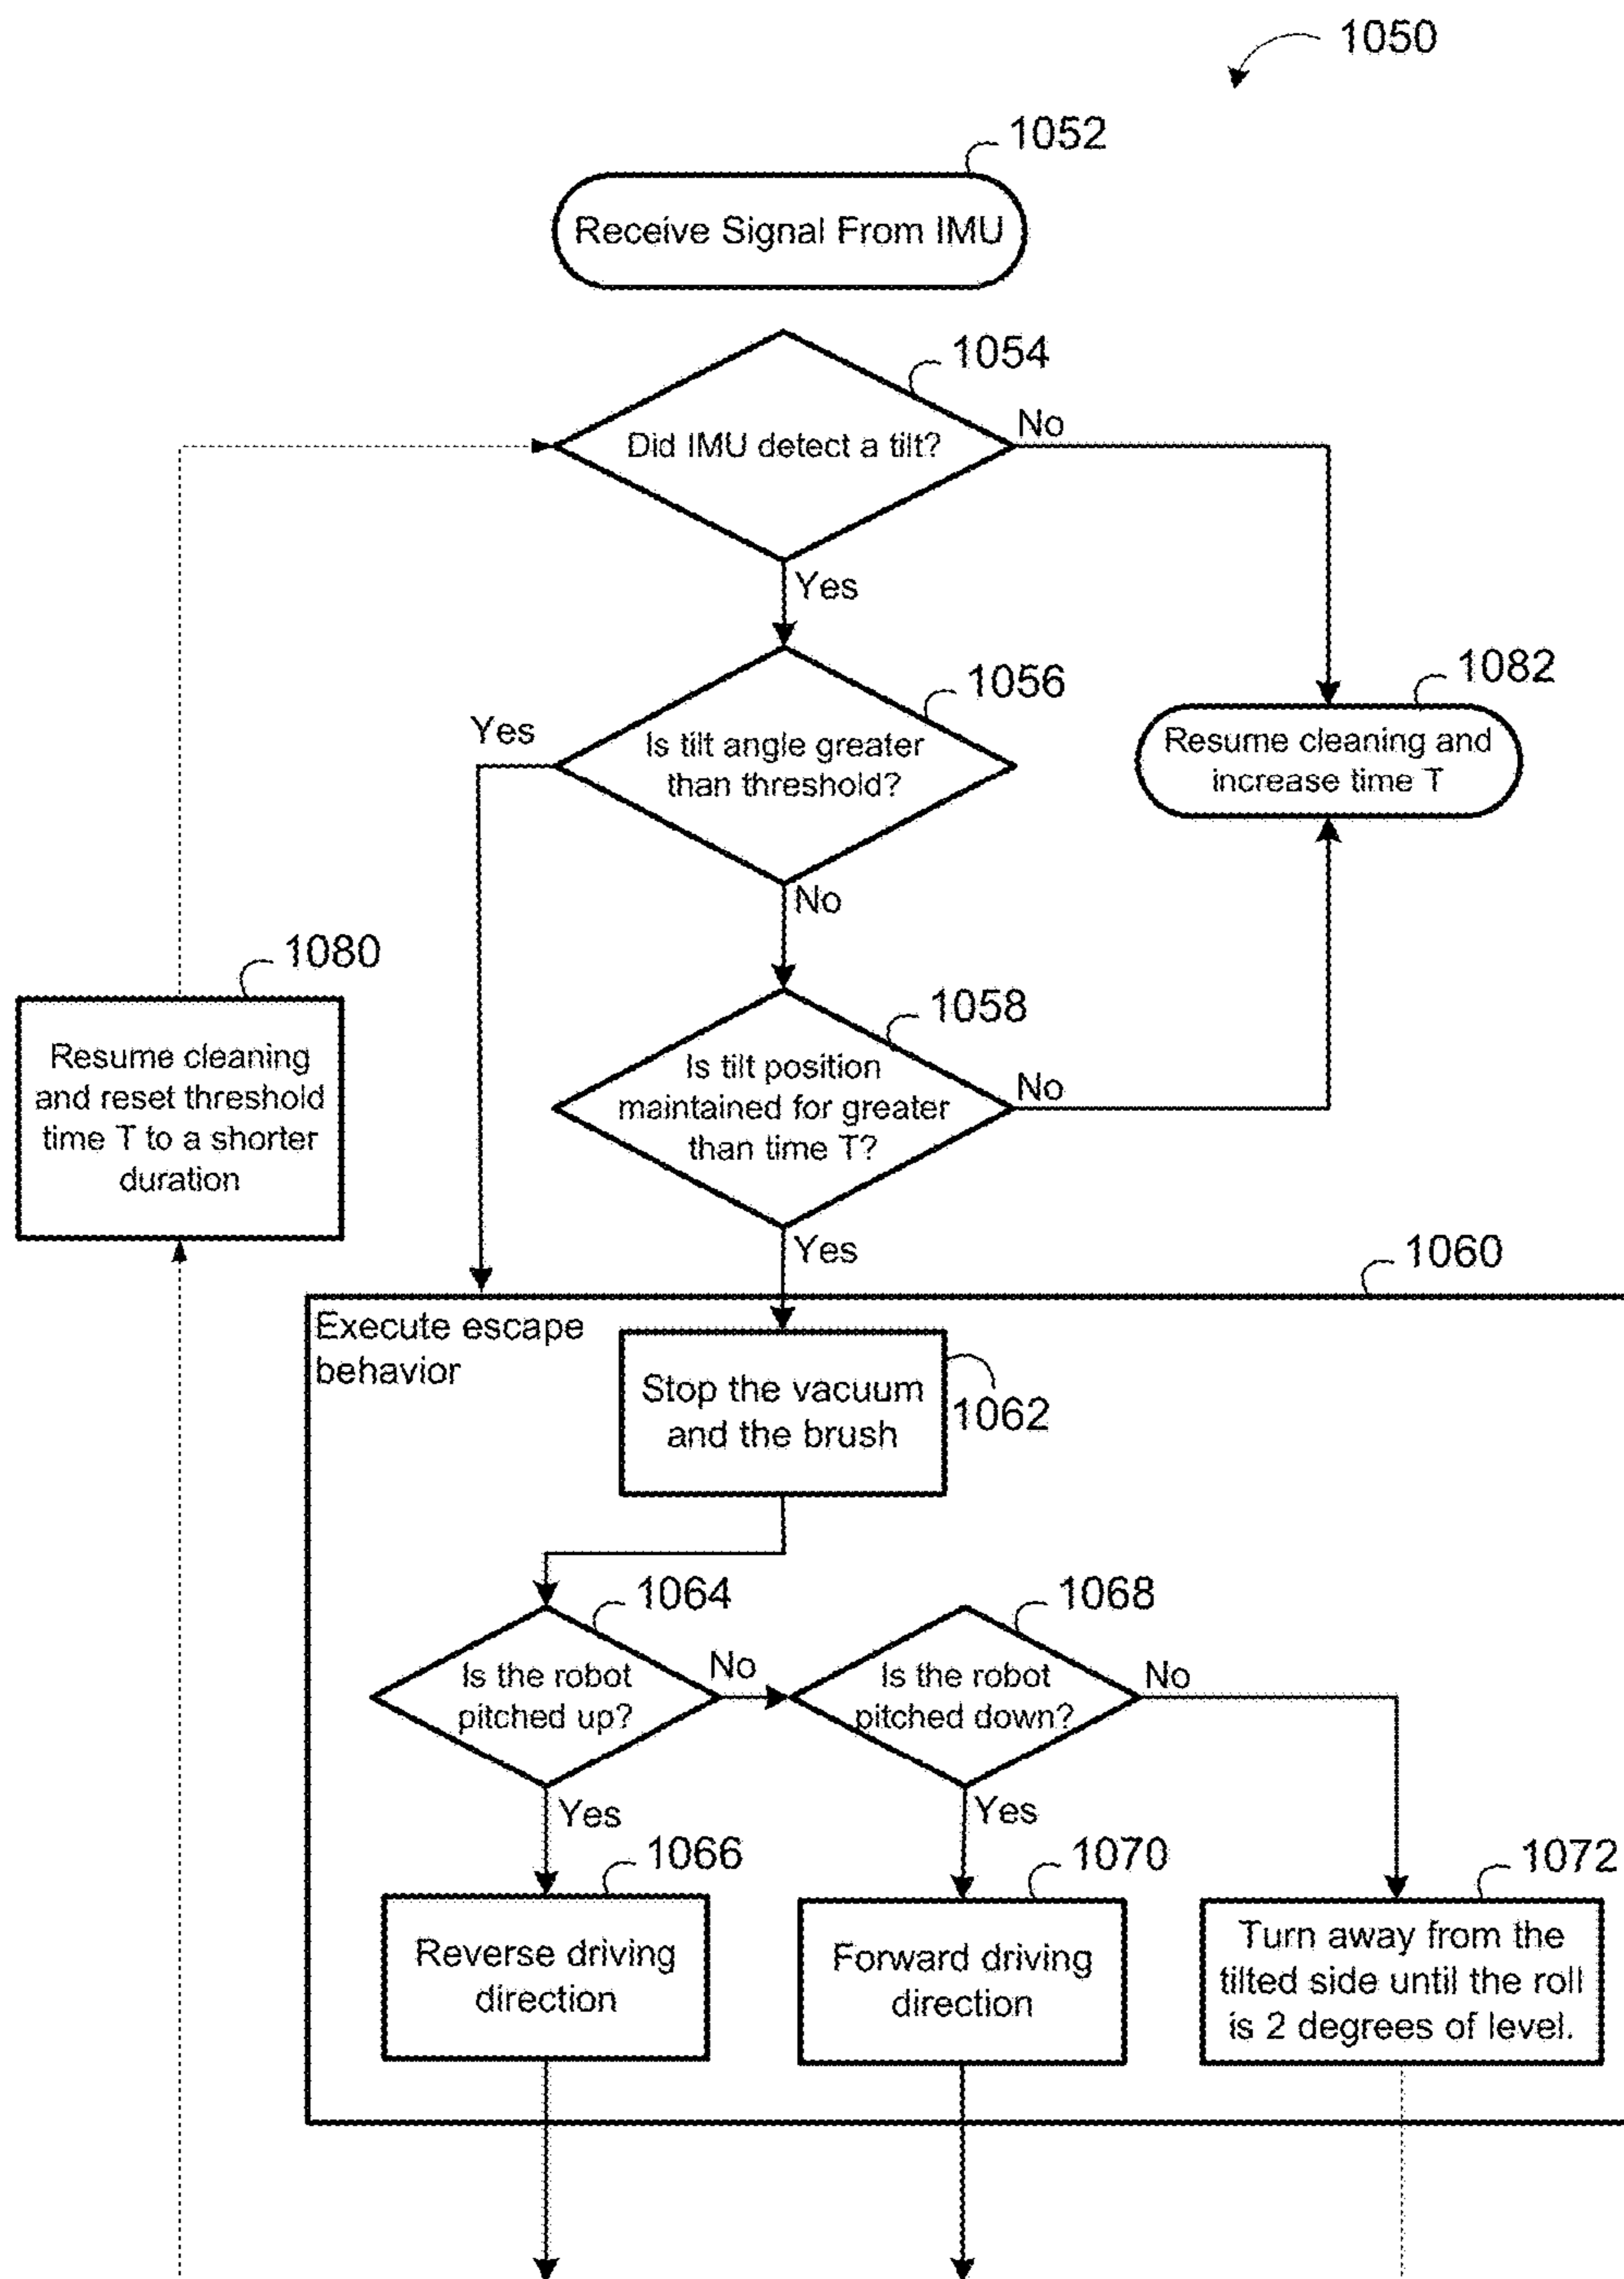 1050
1052
Receive Signal From IMU
1054
Did IMU detect a tilt?
No
Yes
1056
Is tilt angle greater
than threshold?
Yes
No
1082
Resume cleaning and
increase time T
1080
Resume cleaning
and reset threshold
time T to a shorter
duration
1058
Is tilt position
maintained for greater
than time T?
No
Yes
1060
Execute escape
behavior
Stop the vacuum
and the brush
1062
1064
Is the robot
pitched up?
No
Yes
1068
Is the robot
pitched down?
No
Yes
1066
Reverse driving
direction
1070
Forward driving
direction
1072
Turn away from the
tilted side until the roll
is 2 degrees of level.